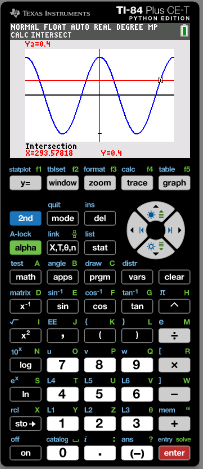 TEXAS INSTRUMENTS TI-84 Plus CE-T
PYTHON EDITION
NORMAL FLOAT AUTO REAL DEGREE MP
CALC INTERSECT
Y2=0.4
Intersection
X=293.57818 Y=0.4
statplot f1 tblset f2 format f3 calc f4 table f5
y= window zoom trace graph
quit ins
2nd mode del
A-lock link list
alpha X,T,θ,n stat
test A angle B draw C distr
math apps prgm vars clear
matrix D sin⁻¹ E cos⁻¹ F tan⁻¹ G π H
x⁻¹ sin cos tan ^
√ I EE J { K } L e M
x² , ( ) ÷
10ˣ N u O v P w Q [ R
log 7 8 9 ×
eˣ S L4 T L5 U L6 V ] W
ln 4 5 6 −
rcl X L1 Y L2 Z L3 θ mem "
sto→ 1 2 3 +
off catalog i : ans ? entry solve
on 0 . (−) enter